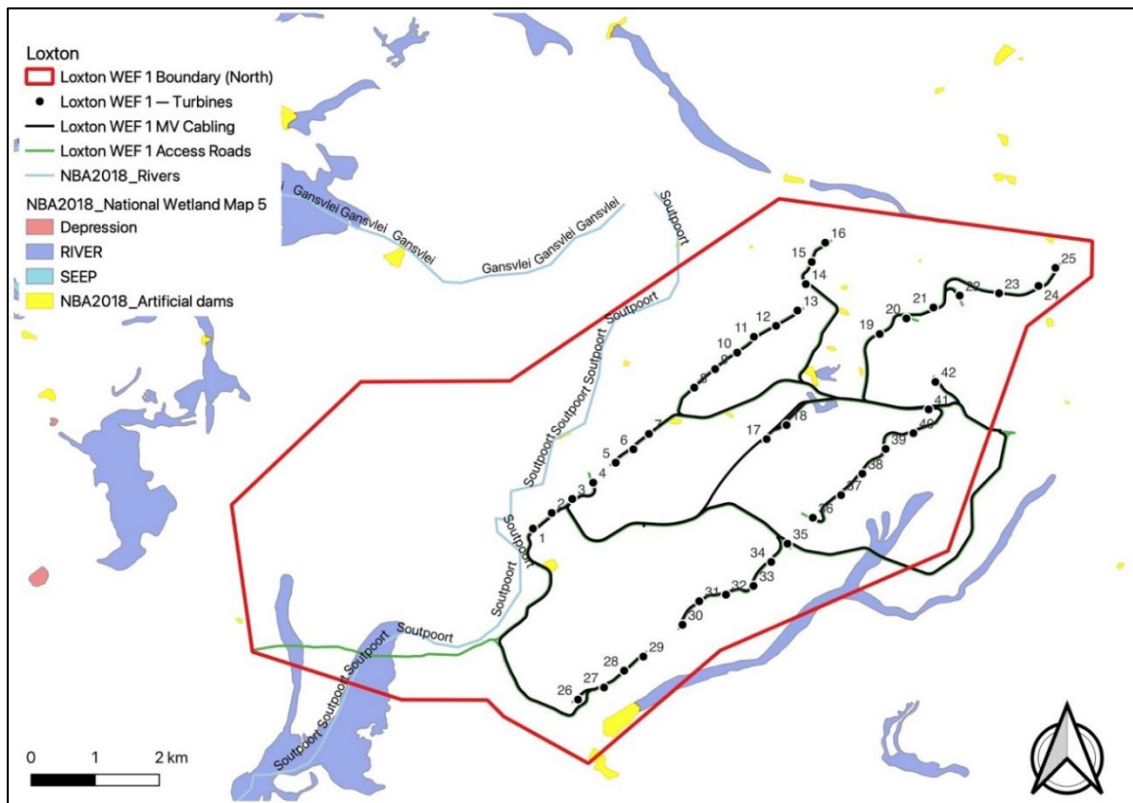 Loxton
Loxton WEF 1 Boundary (North)
Loxton WEF 1 — Turbines
Loxton WEF 1 MV Cabling
Loxton WEF 1 Access Roads
NBA2018_Rivers
NBA2018_National Wetland Map 5
Depression
RIVER
SEEP
NBA2018_Artificial dams
Gansvlei Gansvlei Gansvlei
Gansvlei Gansvlei Gansvlei
Soutpoort
Soutpoort
Soutpoort
Soutpoort
Soutpoort
Soutpoort
Soutpoort
Soutpoort
Soutpoort
Soutpoort
Soutpoort
16
15
14
25
24
23
22
21
20
19
13
12
11
10
9
8
7
6
5
4
3
2
1
42
41
40
39
38
37
36
18
17
35
34
33
32
31
30
29
28
27
26
0 1 2 km